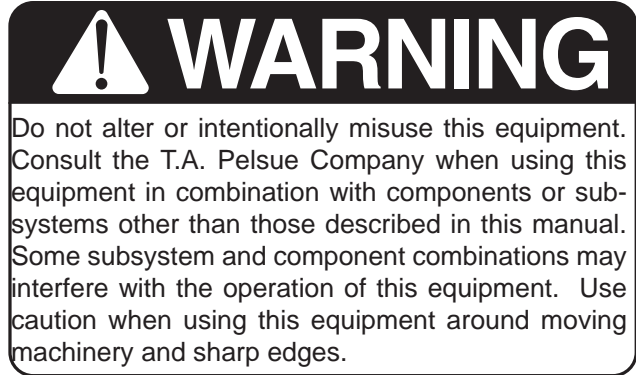 WARNING
Do not alter or intentionally misuse this equipment.
Consult the T.A. Pelsue Company when using this
equipment in combination with components or sub-
systems other than those described in this manual.
Some subsystem and component combinations may
interfere with the operation of this equipment.  Use
caution when using this equipment around moving
machinery and sharp edges.